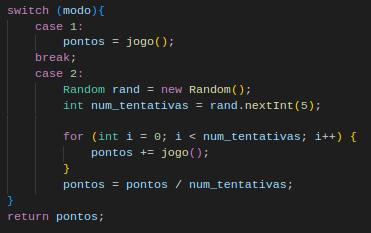 switch (modo){
    case 1:
        pontos = jogo();
    break;
    case 2:
        Random rand = new Random();
        int num_tentativas = rand.nextInt(5);

        for (int i = 0; i < num_tentativas; i++) {
            pontos += jogo();
        }
        pontos = pontos / num_tentativas;
}
return pontos;